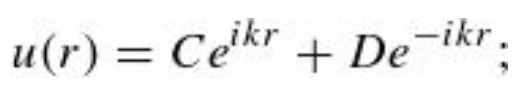 u(r) = Ce^{ikr} + De^{-ikr};